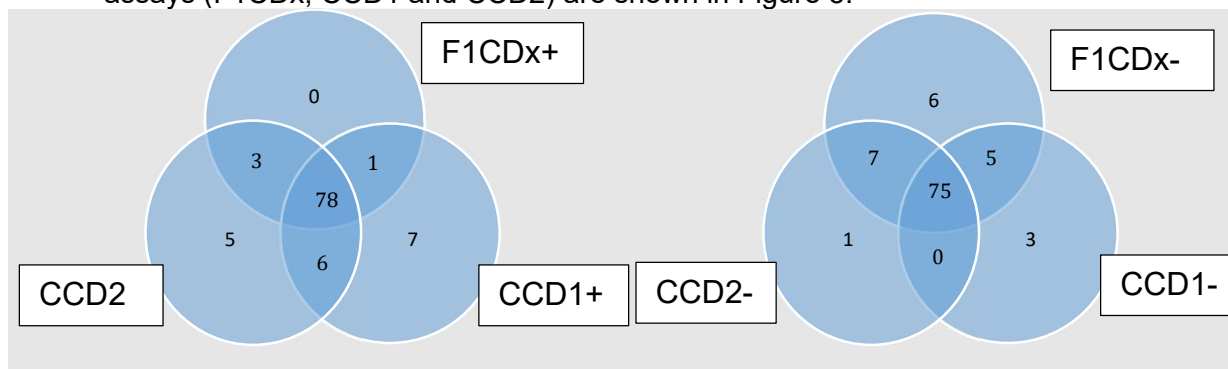 assays (F1CDx, CCD1 and CCD2) are shown in Figure
F1CDx+
0
3
1
78
5
7
6
CCD2
CCD1+
F1CDx-
6
7
5
75
1
3
0
CCD2-
CCD1-